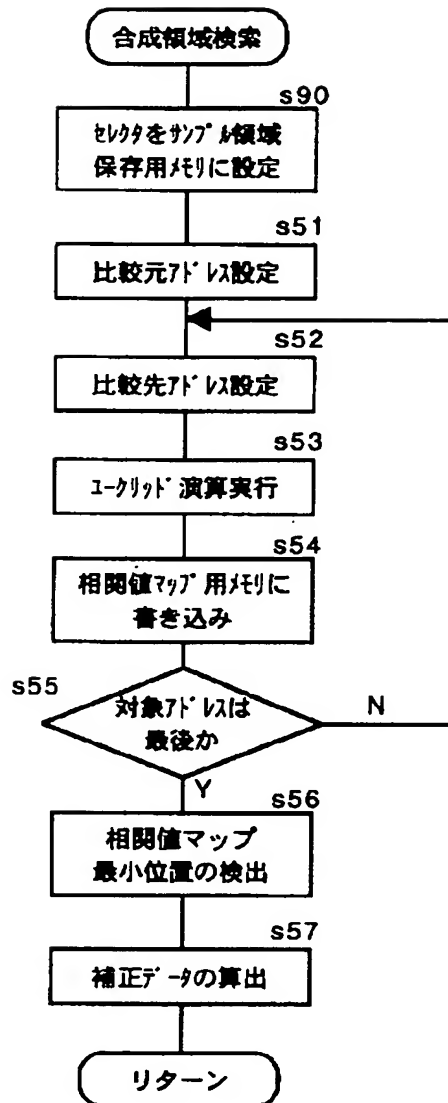 合成領域検索
s90
ｾﾚｸﾀをｻﾝﾌﾟﾙ領域
保存用ﾒﾓﾘに設定
s51
比較元ｱﾄﾞﾚｽ設定
s52
比較先ｱﾄﾞﾚｽ設定
s53
ﾕｰｸﾘｯﾄﾞ演算実行
s54
相関値ﾏｯﾌﾟ用ﾒﾓﾘに
書き込み
s55
対象ｱﾄﾞﾚｽは
最後か
N
Y
s56
相関値マップ
最小位置の検出
s57
補正ﾃﾞｰﾀの算出
リターン